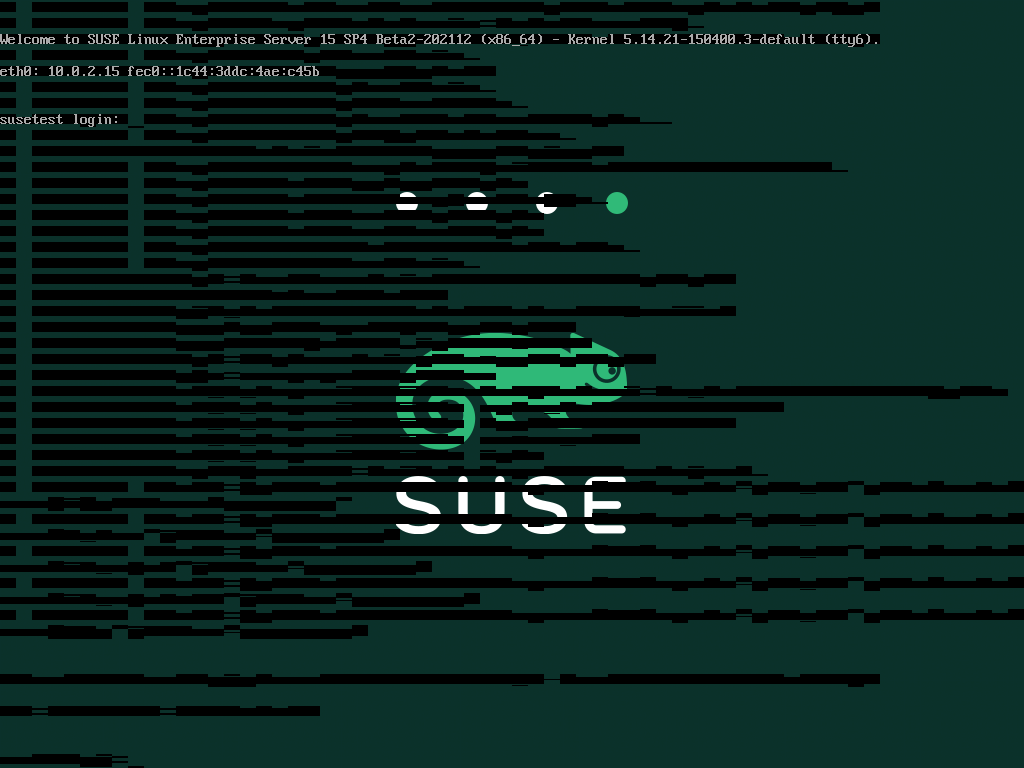 Welcome to SUSE Linux Enterprise Server 15 SP4 Beta2-202112 (x86_64) - Kernel 5.14.21-150400.3-default (tty6).
eth0: 10.0.2.15 fec0::1c44:3ddc:4ae:c45b
susetest login:
SUSE